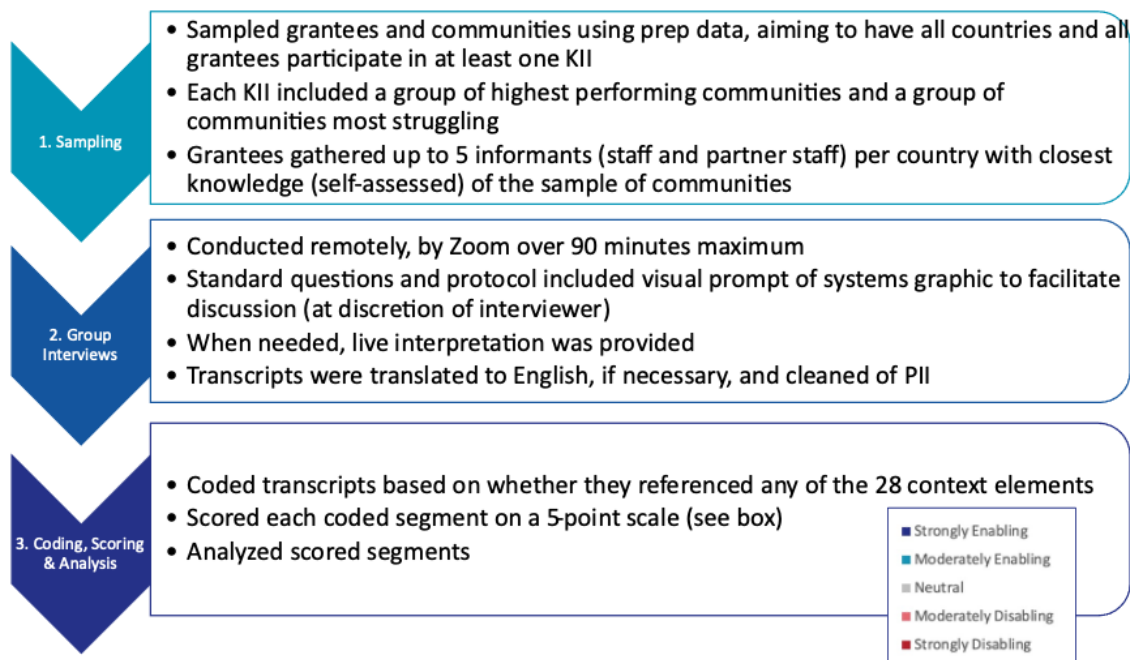 1. Sampling
• Sampled grantees and communities using prep data, aiming to have all countries and all
grantees participate in at least one KII
• Each KII included a group of highest performing communities and a group of
communities most struggling
• Grantees gathered up to 5 informants (staff and partner staff) per country with closest
knowledge (self-assessed) of the sample of communities
2. Group
Interviews
• Conducted remotely, by Zoom over 90 minutes maximum
• Standard questions and protocol included visual prompt of systems graphic to facilitate
discussion (at discretion of interviewer)
• When needed, live interpretation was provided
• Transcripts were translated to English, if necessary, and cleaned of PII
3. Coding, Scoring
& Analysis
• Coded transcripts based on whether they referenced any of the 28 context elements
• Scored each coded segment on a 5-point scale (see box)
• Analyzed scored segments
Strongly Enabling
Moderately Enabling
Neutral
Moderately Disabling
Strongly Disabling